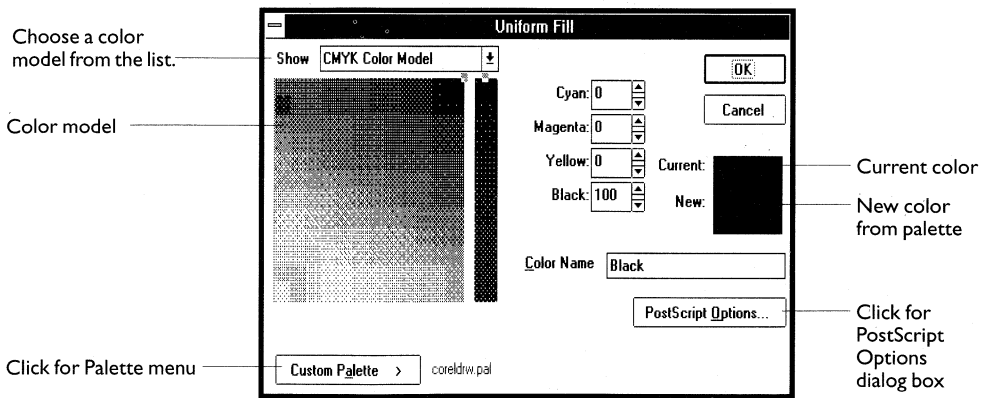 Uniform Fill
Choose a color
model from the list.
Show CMYK Color Model
OK
Cancel
Color model
Cyan: 0
Magenta: 0
Yellow: 0
Black: 100
Current:
New:
Current color
New color
from palette
Color Name Black
PostScript Options...
Click for
PostScript
Options
dialog box
Click for Palette menu
Custom Palette >
coreldrw.pal